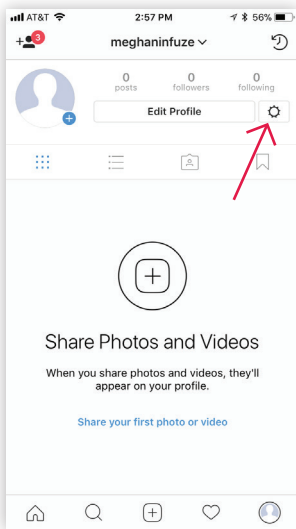 AT&T 2:57 PM 56%
3
meghaninfuze
0 0 0
posts followers following
Edit Profile
Share Photos and Videos
When you share photos and videos, they'll
appear on your profile.
Share your first photo or video